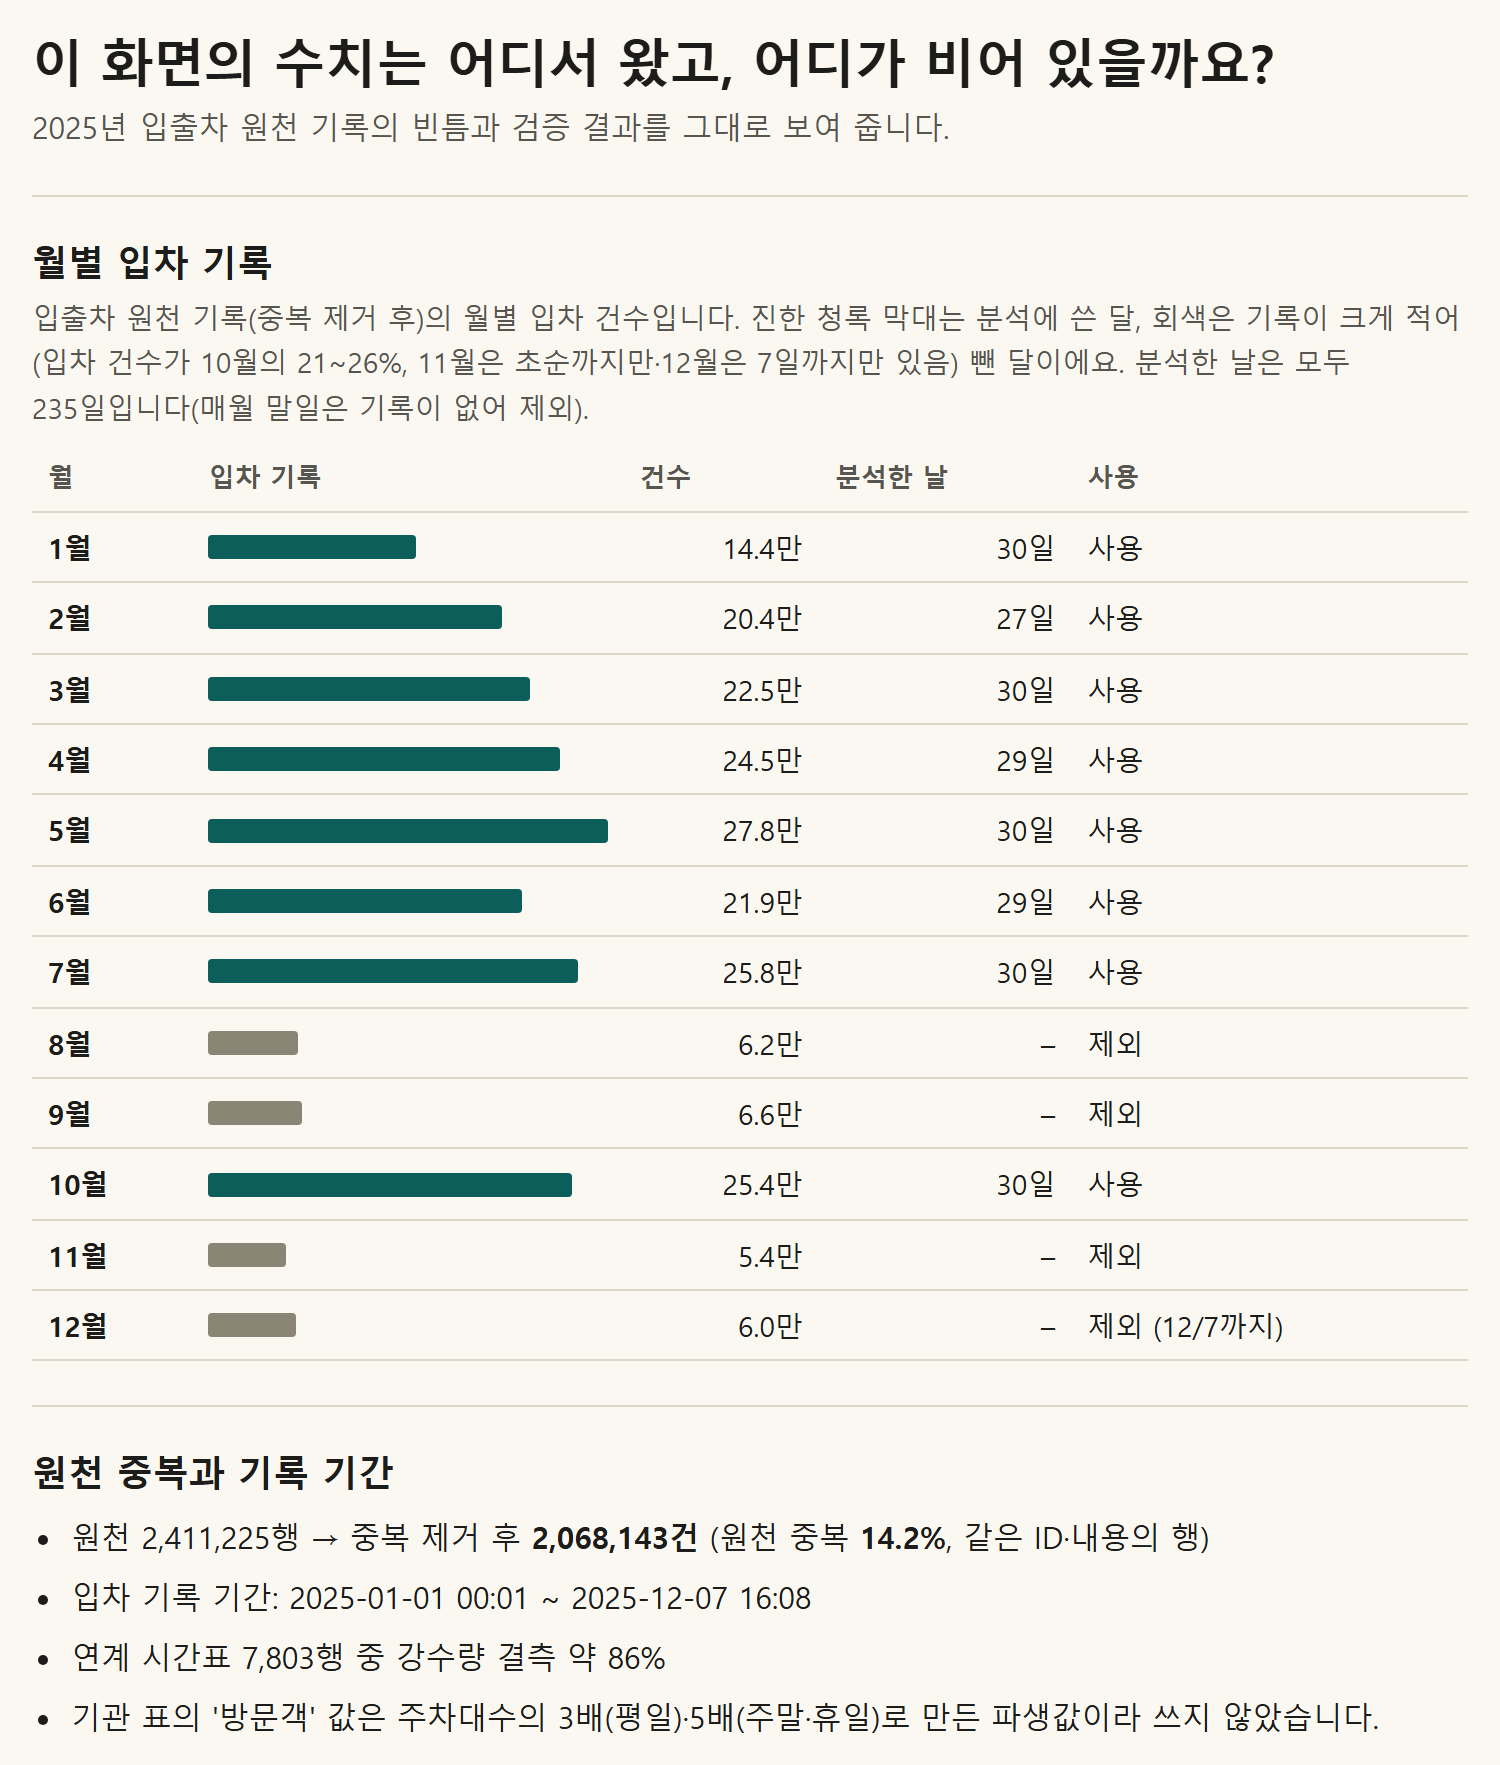 이 화면의 수치는 어디서 왔고, 어디가 비어 있을까요?
2025년 입출차 원천 기록의 빈틈과 검증 결과를 그대로 보여 줍니다.
월별 입차 기록
입출차 원천 기록(중복 제거 후)의 월별 입차 건수입니다. 진한 청록 막대는 분석에 쓴 달, 회색은 기록이 크게 적어
(입차 건수가 10월의 21~26%, 11월은 초순까지만·12월은 7일까지만 있음) 뺀 달이에요. 분석한 날은 모두
235일입니다(매월 말일은 기록이 없어 제외).
월 입차 기록 건수 분석한 날 사용
1월 14.4만 30일 사용
2월 20.4만 27일 사용
3월 22.5만 30일 사용
4월 24.5만 29일 사용
5월 27.8만 30일 사용
6월 21.9만 29일 사용
7월 25.8만 30일 사용
8월 6.2만 – 제외
9월 6.6만 – 제외
10월 25.4만 30일 사용
11월 5.4만 – 제외
12월 6.0만 – 제외 (12/7까지)
원천 중복과 기록 기간
• 원천 2,411,225행 → 중복 제거 후 2,068,143건 (원천 중복 14.2%, 같은 ID·내용의 행)
• 입차 기록 기간: 2025-01-01 00:01 ~ 2025-12-07 16:08
• 연계 시간표 7,803행 중 강수량 결측 약 86%
• 기관 표의 '방문객' 값은 주차대수의 3배(평일)·5배(주말·휴일)로 만든 파생값이라 쓰지 않았습니다.